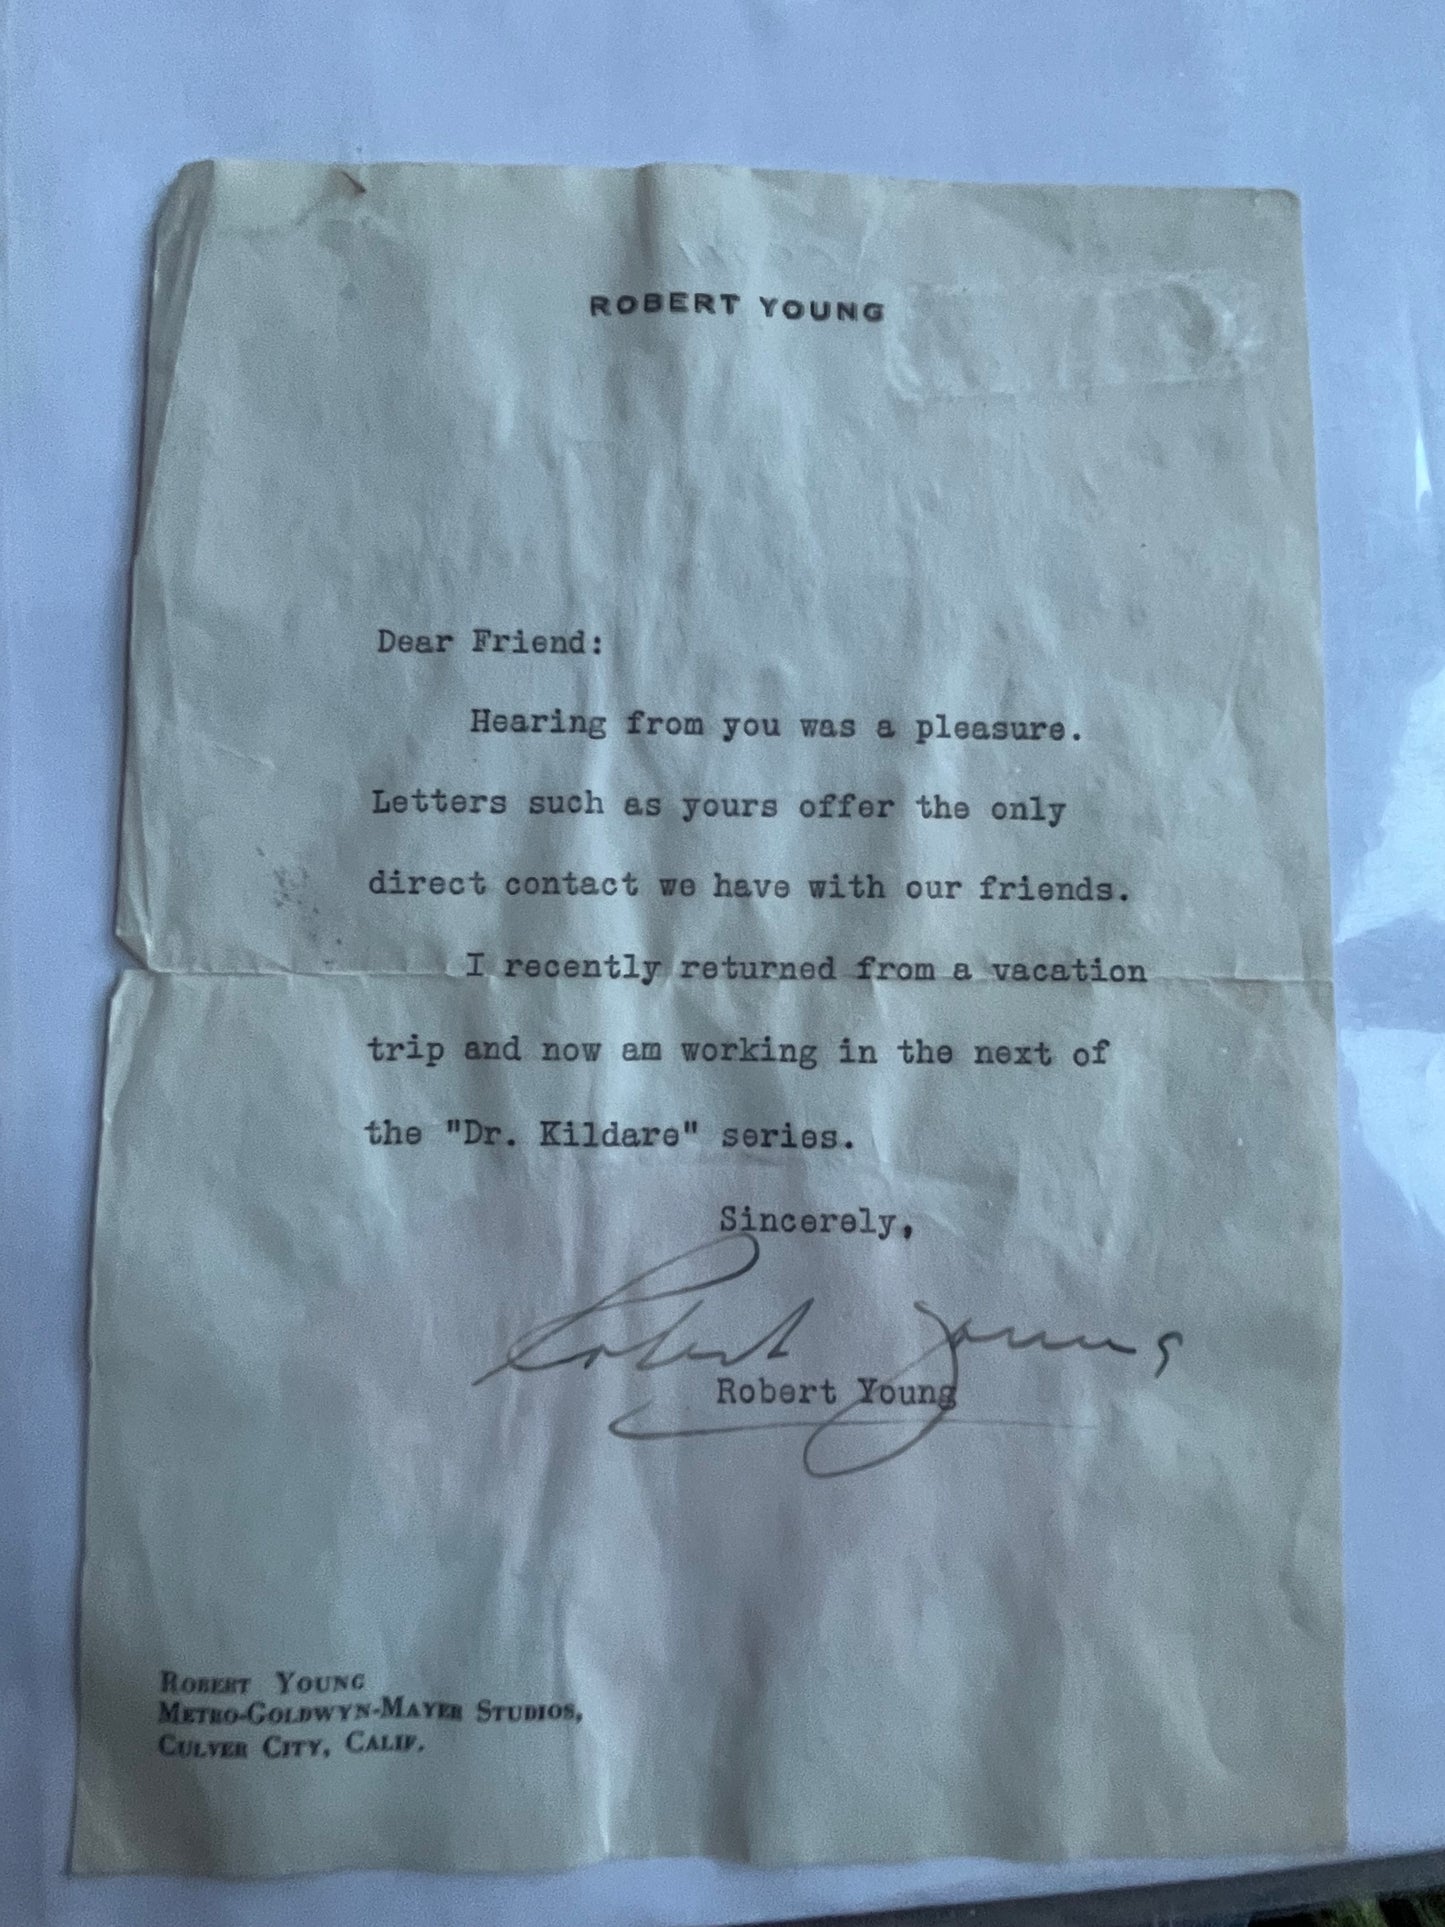 ROBERT YOUNG
Dear Friend:
Hearing from you was a pleasure.
Letters such as yours offer the only
direct contact we have with our friends.
I recently returned from a vacation
trip and now am working in the next of
the "Dr. Kildare" series.
Sincerely,
Robert Young
Robert Young
ROBERT YOUNG
METRO-GOLDWYN-MAYER STUDIOS,
CULVER CITY, CALIF.